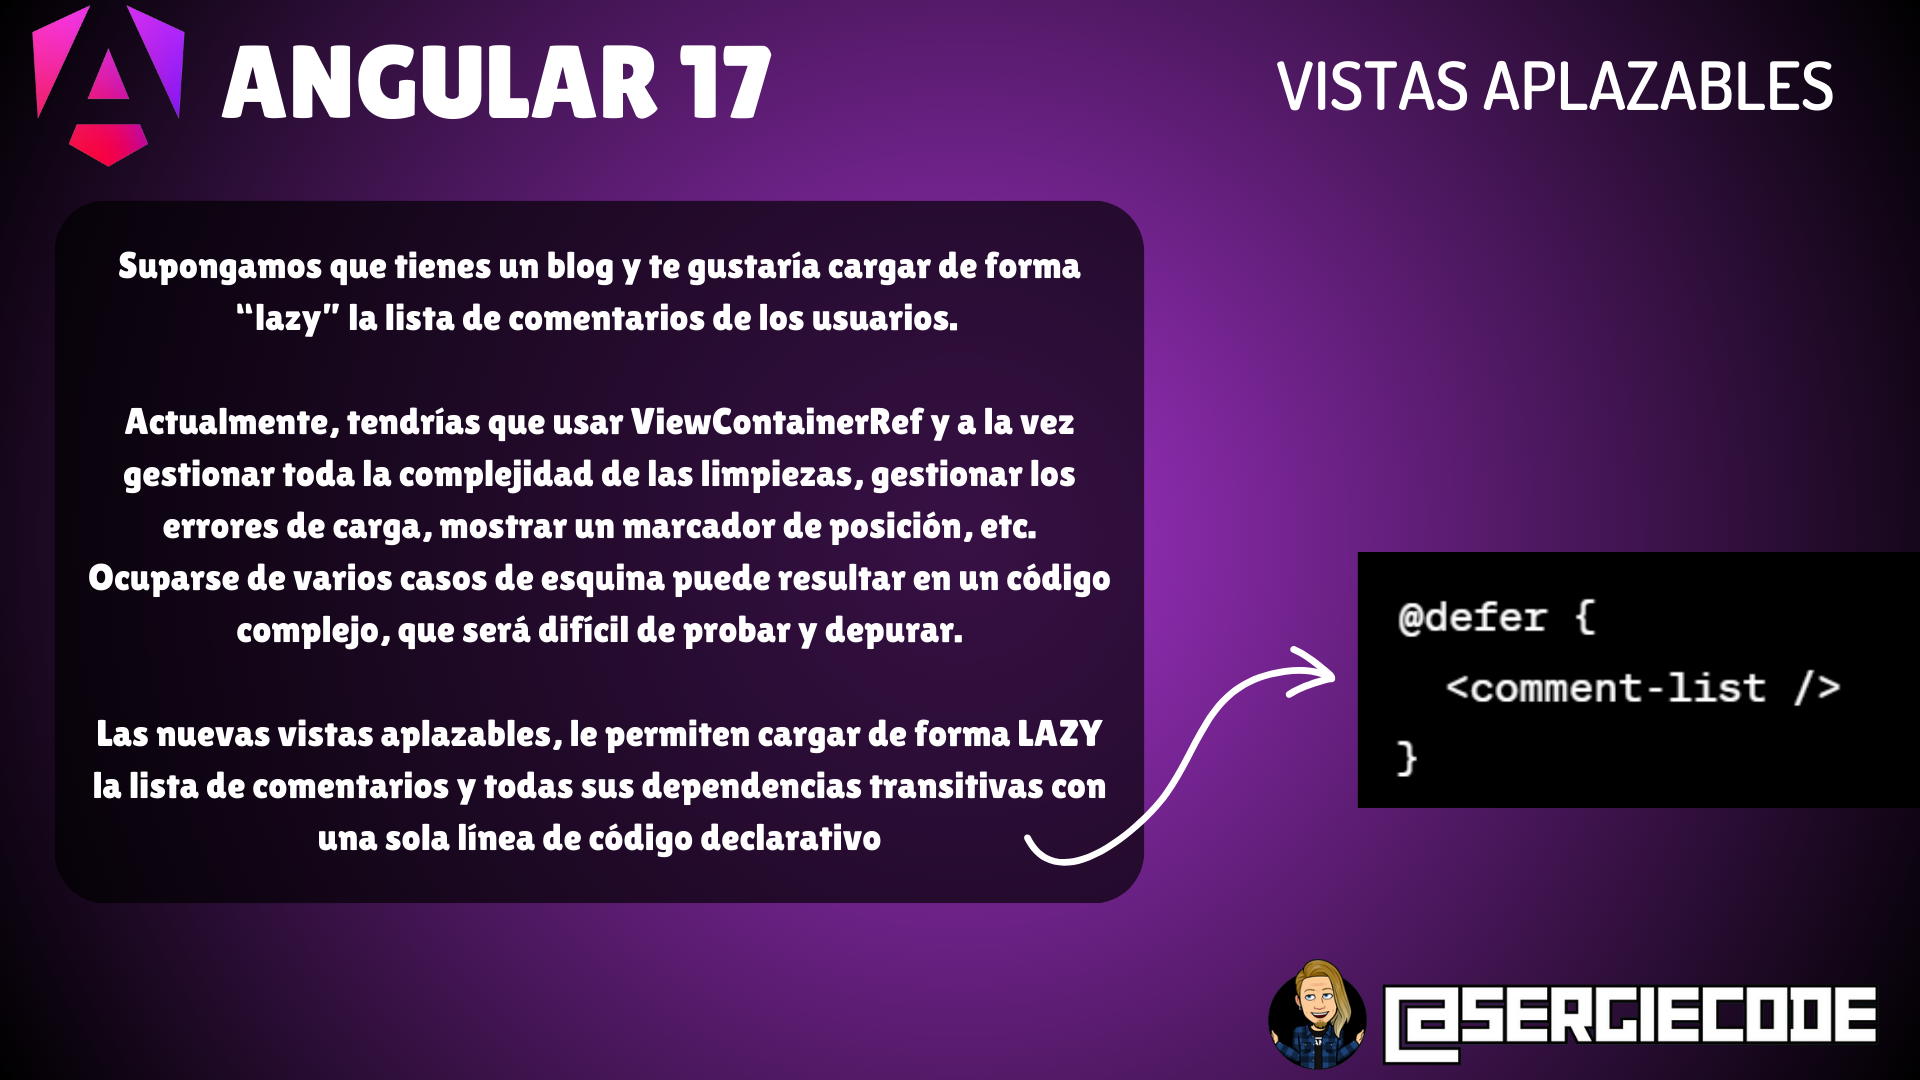 ANGULAR 17
VISTAS APLAZABLES
Supongamos que tienes un blog y te gustaría cargar de forma
“lazy” la lista de comentarios de los usuarios.
Actualmente, tendrías que usar ViewContainerRef y a la vez
gestionar toda la complejidad de las limpiezas, gestionar los
errores de carga, mostrar un marcador de posición, etc.
Ocuparse de varios casos de esquina puede resultar en un código
complejo, que será difícil de probar y depurar.
Las nuevas vistas aplazables, le permiten cargar de forma LAZY
la lista de comentarios y todas sus dependencias transitivas con
una sola línea de código declarativo
@defer {
<comment-list />
}
@SERGIECODE